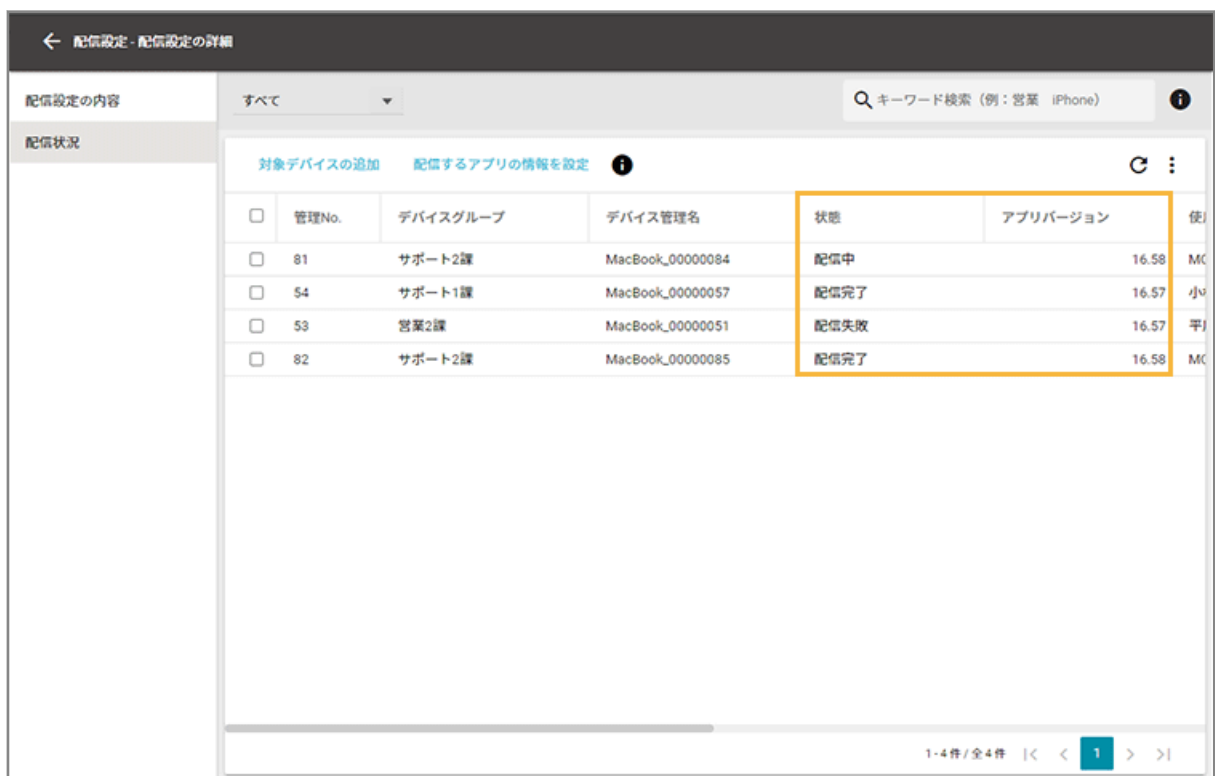 配信設定 - 配信設定の詳細
配信設定の内容
配信状況
すべて
キーワード検索（例：営業 iPhone）
対象デバイスの追加 配信するアプリの情報を設定
管理No. デバイスグループ デバイス管理名 状態 アプリバージョン
81 サポート2課 MacBook_00000084 配信中 16.58
54 サポート1課 MacBook_00000057 配信完了 16.57
53 営業2課 MacBook_00000051 配信失敗 16.57
82 サポート2課 MacBook_00000085 配信完了 16.58
1-4件/全4件 1